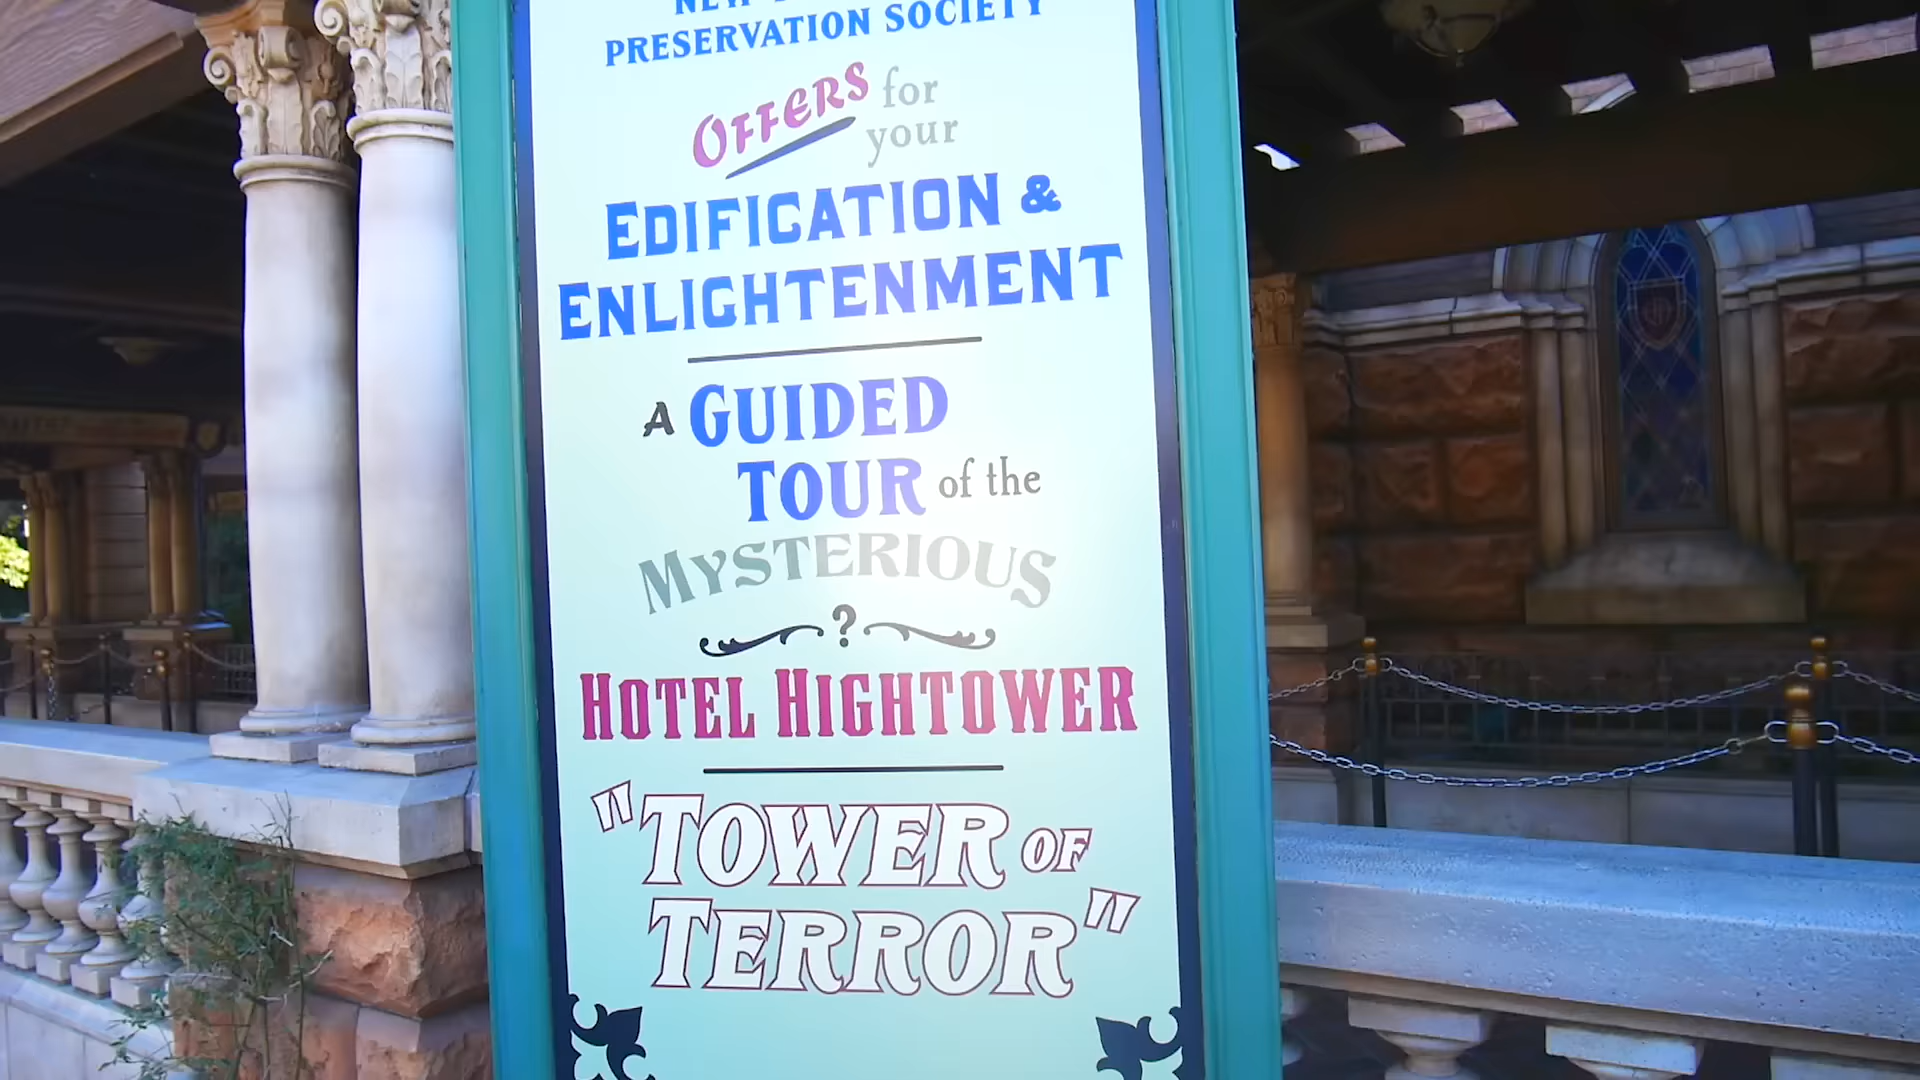 PRESERVATION SOCIETY
OFFERS for
your
EDIFICATION &
ENLIGHTENMENT
A GUIDED
TOUR of the
MYSTERIOUS
?
HOTEL HIGHTOWER
"TOWER OF
TERROR"